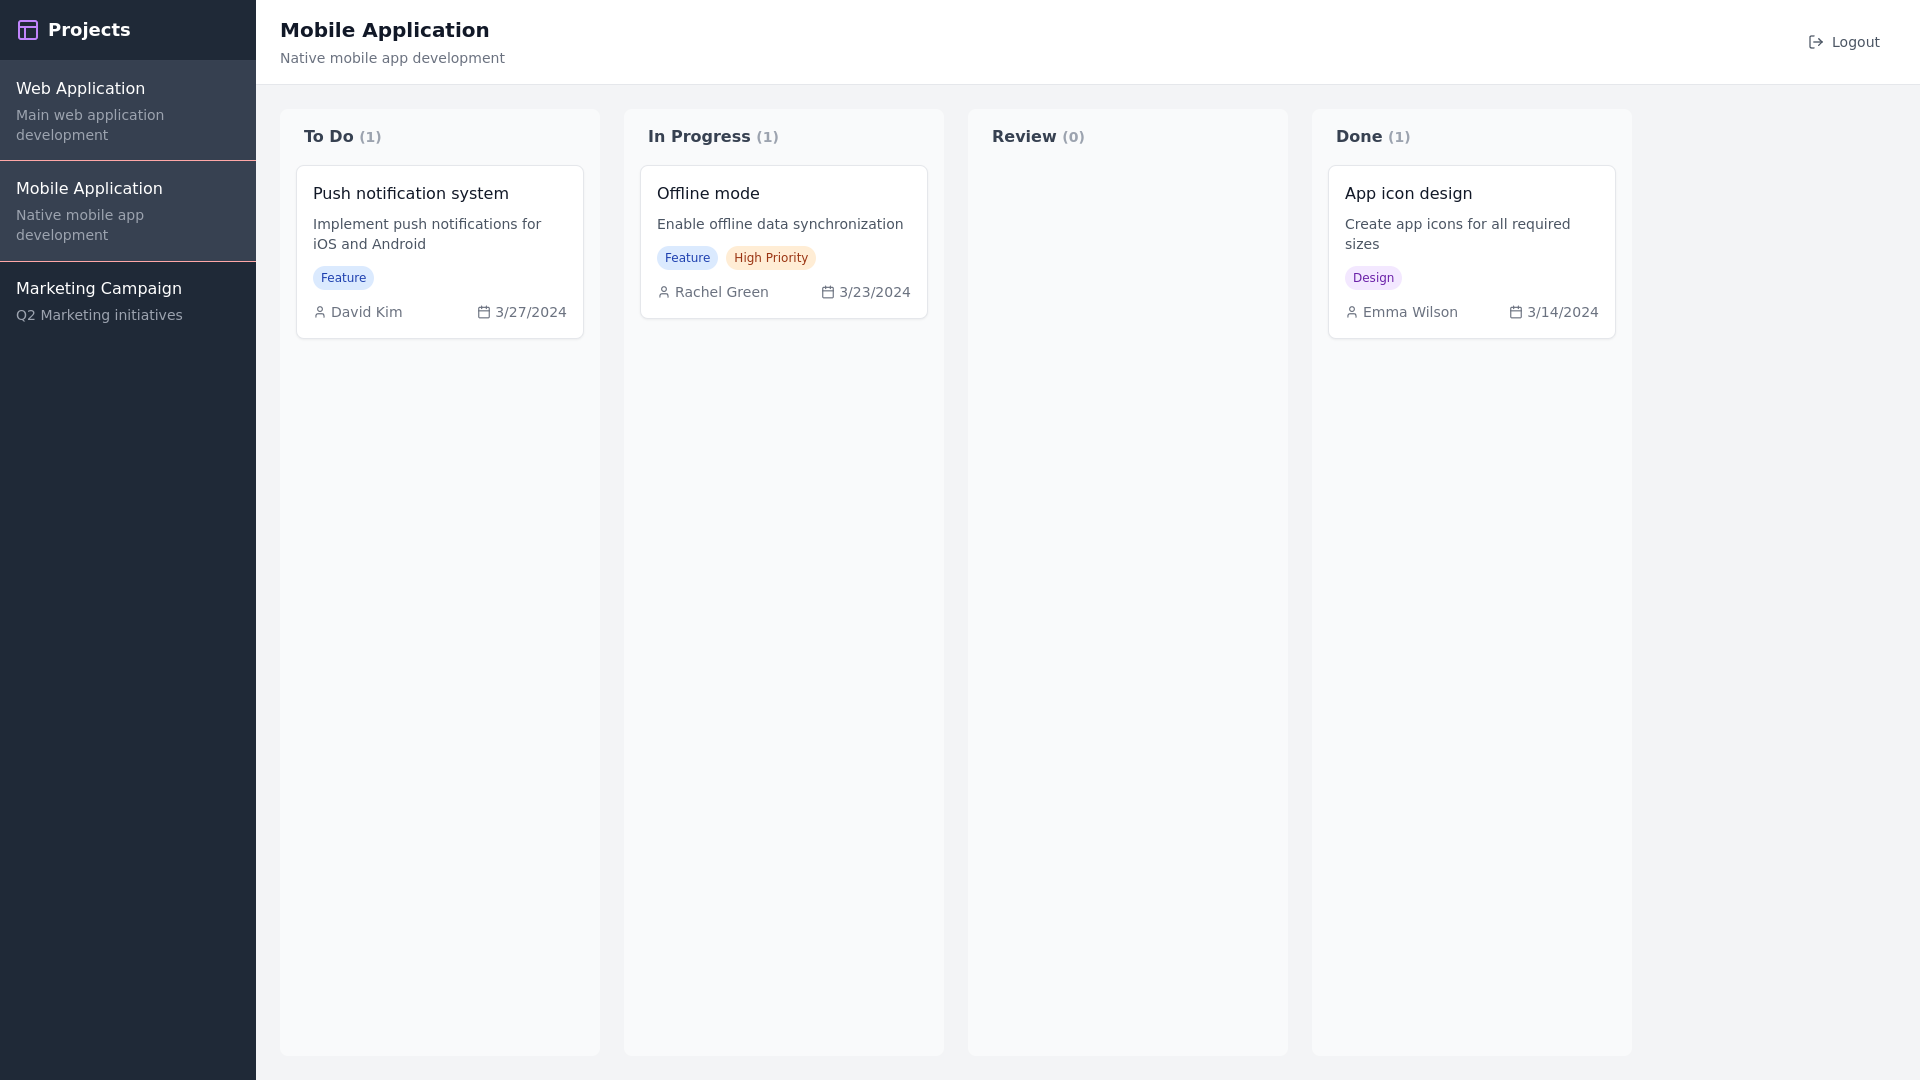 Projects
Web Application
Main web application
development
Mobile Application
Native mobile app
development
Marketing Campaign
Q2 Marketing initiatives
Mobile Application
Native mobile app development
Logout
To Do (1)
Push notification system
Implement push notifications for
iOS and Android
Feature
David Kim 3/27/2024
In Progress (1)
Offline mode
Enable offline data synchronization
Feature High Priority
Rachel Green 3/23/2024
Review (0)
Done (1)
App icon design
Create app icons for all required
sizes
Design
Emma Wilson 3/14/2024